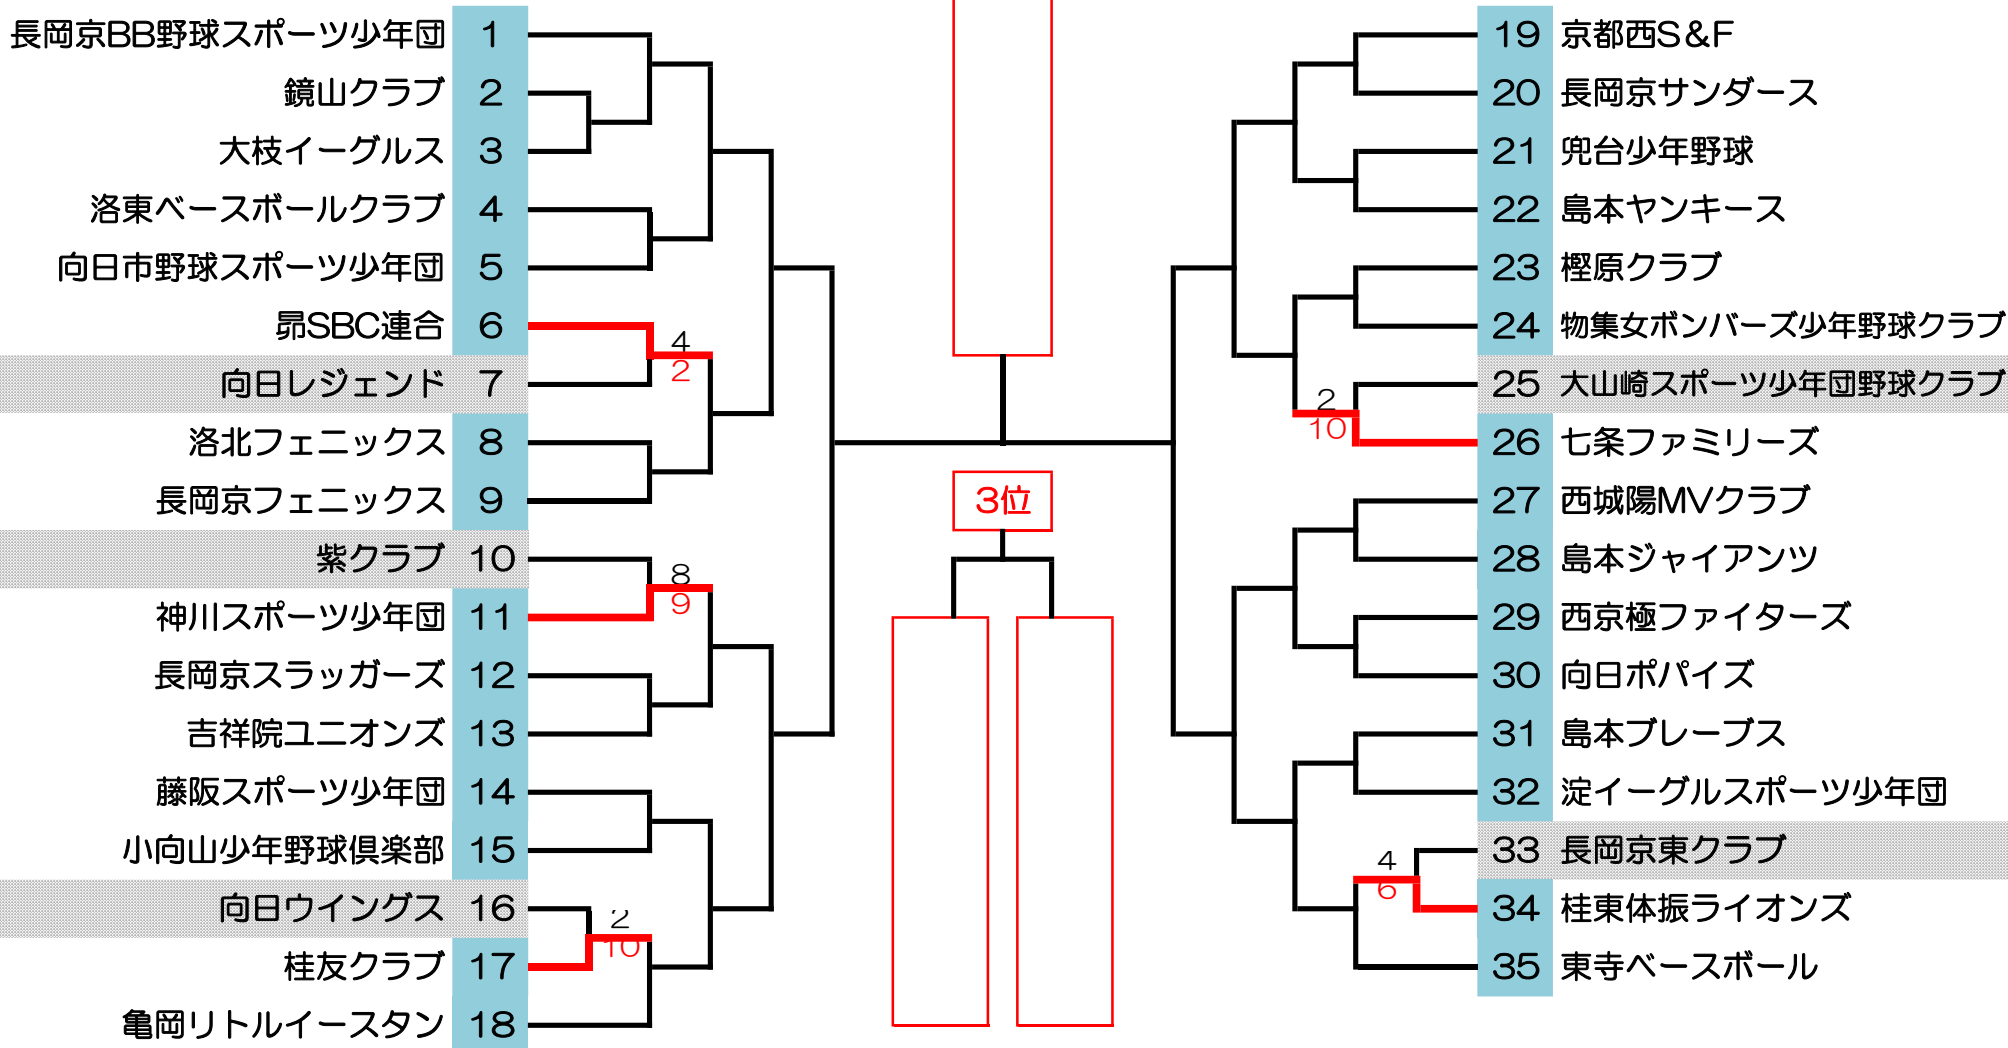 長岡京BB野球スポーツ少年団 1
鏡山クラブ 2
大枝イーグルス 3
洛東ベースボールクラブ 4
向日市野球スポーツ少年団 5
昴SBC連合 6
4
2
向日レジェンド 7
洛北フェニックス 8
長岡京フェニックス 9
紫クラブ 10
8
9
神川スポーツ少年団 11
長岡京スラッガーズ 12
吉祥院ユニオンズ 13
藤阪スポーツ少年団 14
小向山少年野球倶楽部 15
向日ウイングス 16
2
10
桂友クラブ 17
亀岡リトルイースタン 18
3位
19 京都西S&F
20 長岡京サンダース
21 兜台少年野球
22 島本ヤンキース
23 樫原クラブ
24 物集女ボンバーズ少年野球クラブ
25 大山崎スポーツ少年団野球クラブ
2
10
26 七条ファミリーズ
27 西城陽MVクラブ
28 島本ジャイアンツ
29 西京極ファイターズ
30 向日ポパイズ
31 島本ブレーブス
32 淀イーグルスポーツ少年団
33 長岡京東クラブ
4
6
34 桂東体振ライオンズ
35 東寺ベースボール